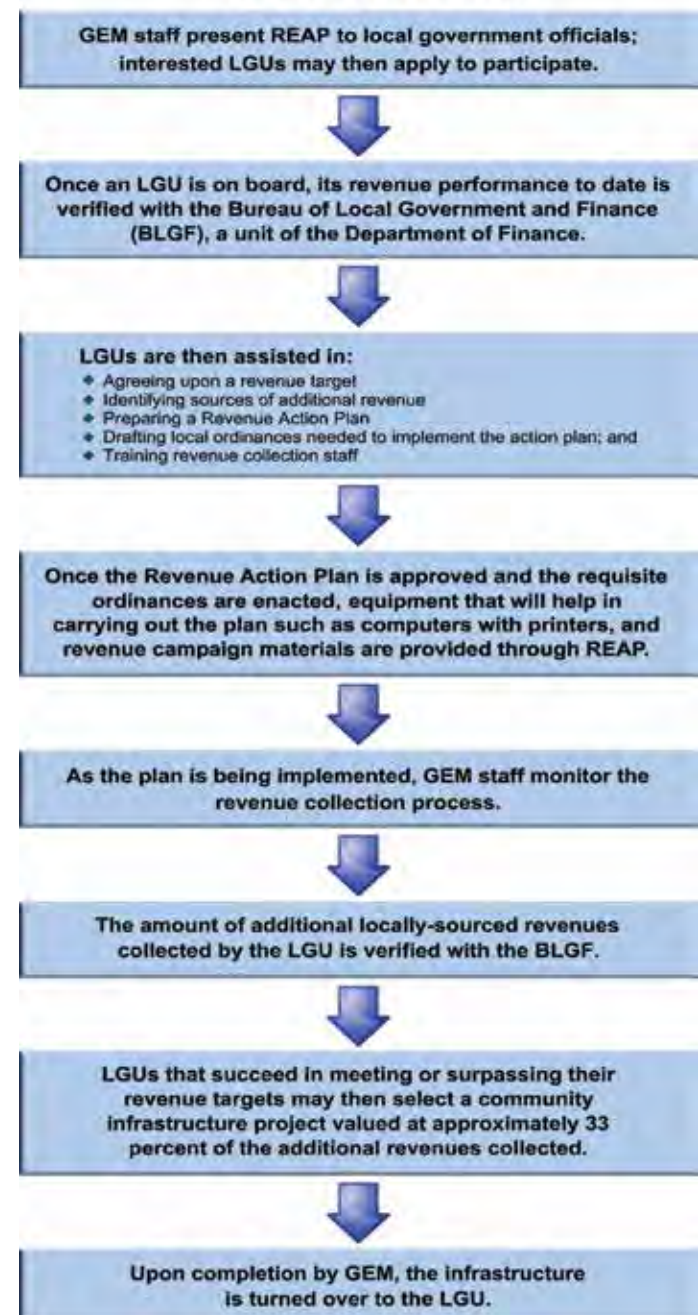 GEM staff present REAP to local government officials;
interested LGUs may then apply to participate.
Once an LGU is on board, its revenue performance to date is
verified with the Bureau of Local Government and Finance
(BLGF), a unit of the Department of Finance.
LGUs are then assisted in:
◆ Agreeing upon a revenue target
◆ Identifying sources of additional revenue
◆ Preparing a Revenue Action Plan
◆ Drafting local ordinances needed to implement the action plan; and
◆ Training revenue collection staff
Once the Revenue Action Plan is approved and the requisite
ordinances are enacted, equipment that will help in
carrying out the plan such as computers with printers, and
revenue campaign materials are provided through REAP.
As the plan is being implemented, GEM staff monitor the
revenue collection process.
The amount of additional locally-sourced revenues
collected by the LGU is verified with the BLGF.
LGUs that succeed in meeting or surpassing their
revenue targets may then select a community
infrastructure project valued at approximately 33
percent of the additional revenues collected.
Upon completion by GEM, the infrastructure
is turned over to the LGU.